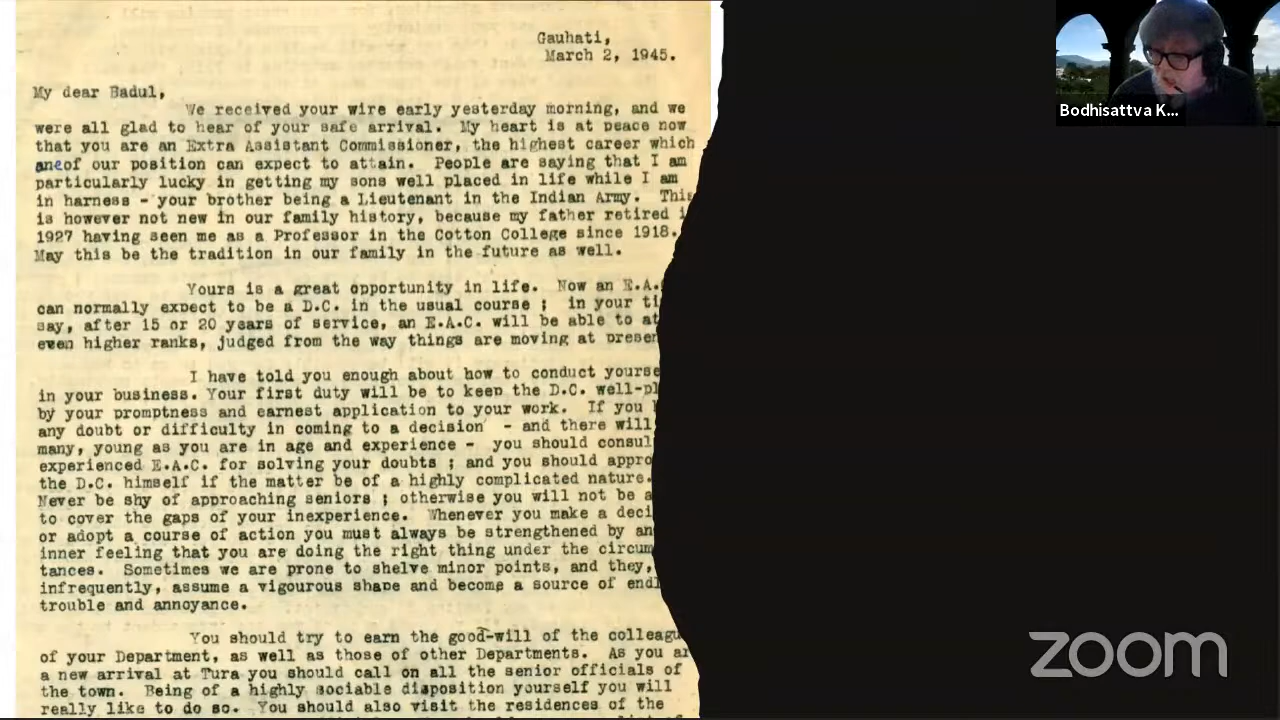 Gauhati,
March 2, 1945.
My dear Badul,
We received your wire early yesterday morning, and we
were all glad to hear of your safe arrival. My heart is at peace now
that you are an Extra Assistant Commissioner, the highest career which
aneof our position can expect to attain. People are saying that I am
particularly lucky in getting my sons well placed in life while I am
in harness - your brother being a Lieutenant in the Indian Army. This
is however not new in our family history, because my father retired i
1927 having seen me as a Professor in the Cotton College since 1918.
May this be the tradition in our family in the future as well.
Yours is a great opportunity in life. Now an E.A.
can normally expect to be a D.C. in the usual course ; in your ti
say, after 15 or 20 years of service, an E.A.C. will be able to at
even higher ranks, judged from the way things are moving at presen
I have told you enough about how to conduct yourse
in your business. Your first duty will be to keep the D.C. well-pl
by your promptness and earnest application to your work. If you
any doubt or difficulty in coming to a decision - and there will
many, young as you are in age and experience - you should consul
experienced E.A.C. for solving your doubts ; and you should appro
the D.C. himself if the matter be of a highly complicated nature.
Never be shy of approaching seniors ; otherwise you will not be a
to cover the gaps of your inexperience. Whenever you make a deci
or adopt a course of action you must always be strengthened by an
inner feeling that you are doing the right thing under the circum
tances. Sometimes we are prone to shelve minor points, and they,
infrequently, assume a vigourous shape and become a source of endl
trouble and annoyance.
You should try to earn the good-will of the colleagu
of your Department, as well as those of other Departments. As you ar
a new arrival at Tura you should call on all the senior officials of
the town. Being of a highly sociable disposition yourself you will
really like to do so. You should also visit the residences of the
Bodhisattva K...
zoom